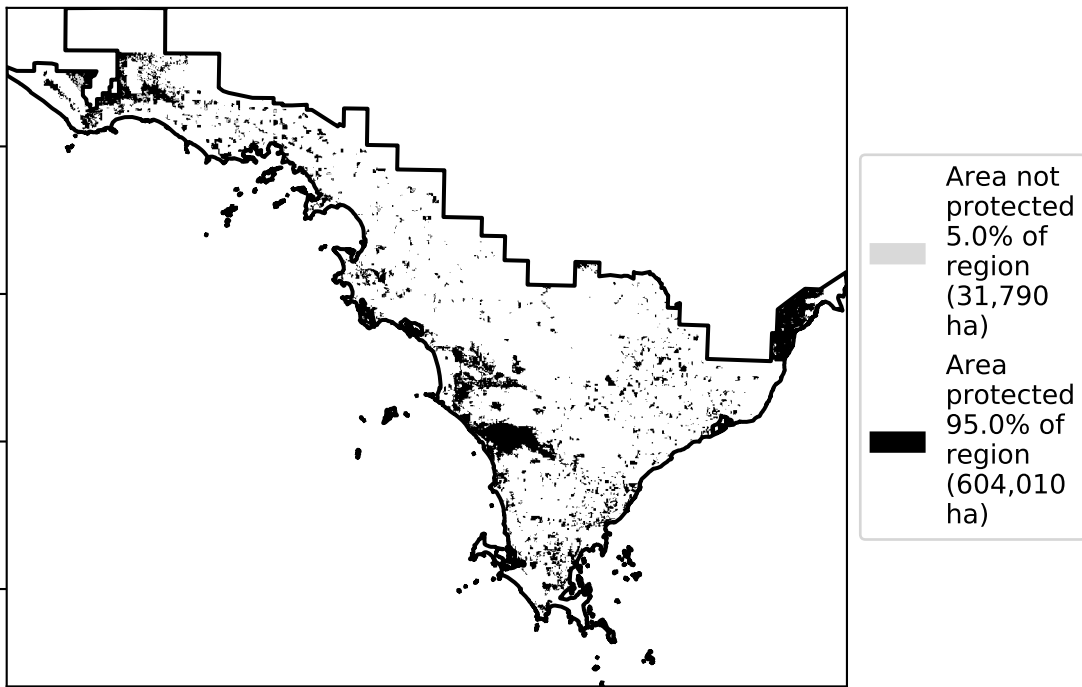 Area not
protected
5.0% of
region
(31,790
ha)
Area
protected
95.0% of
region
(604,010
ha)